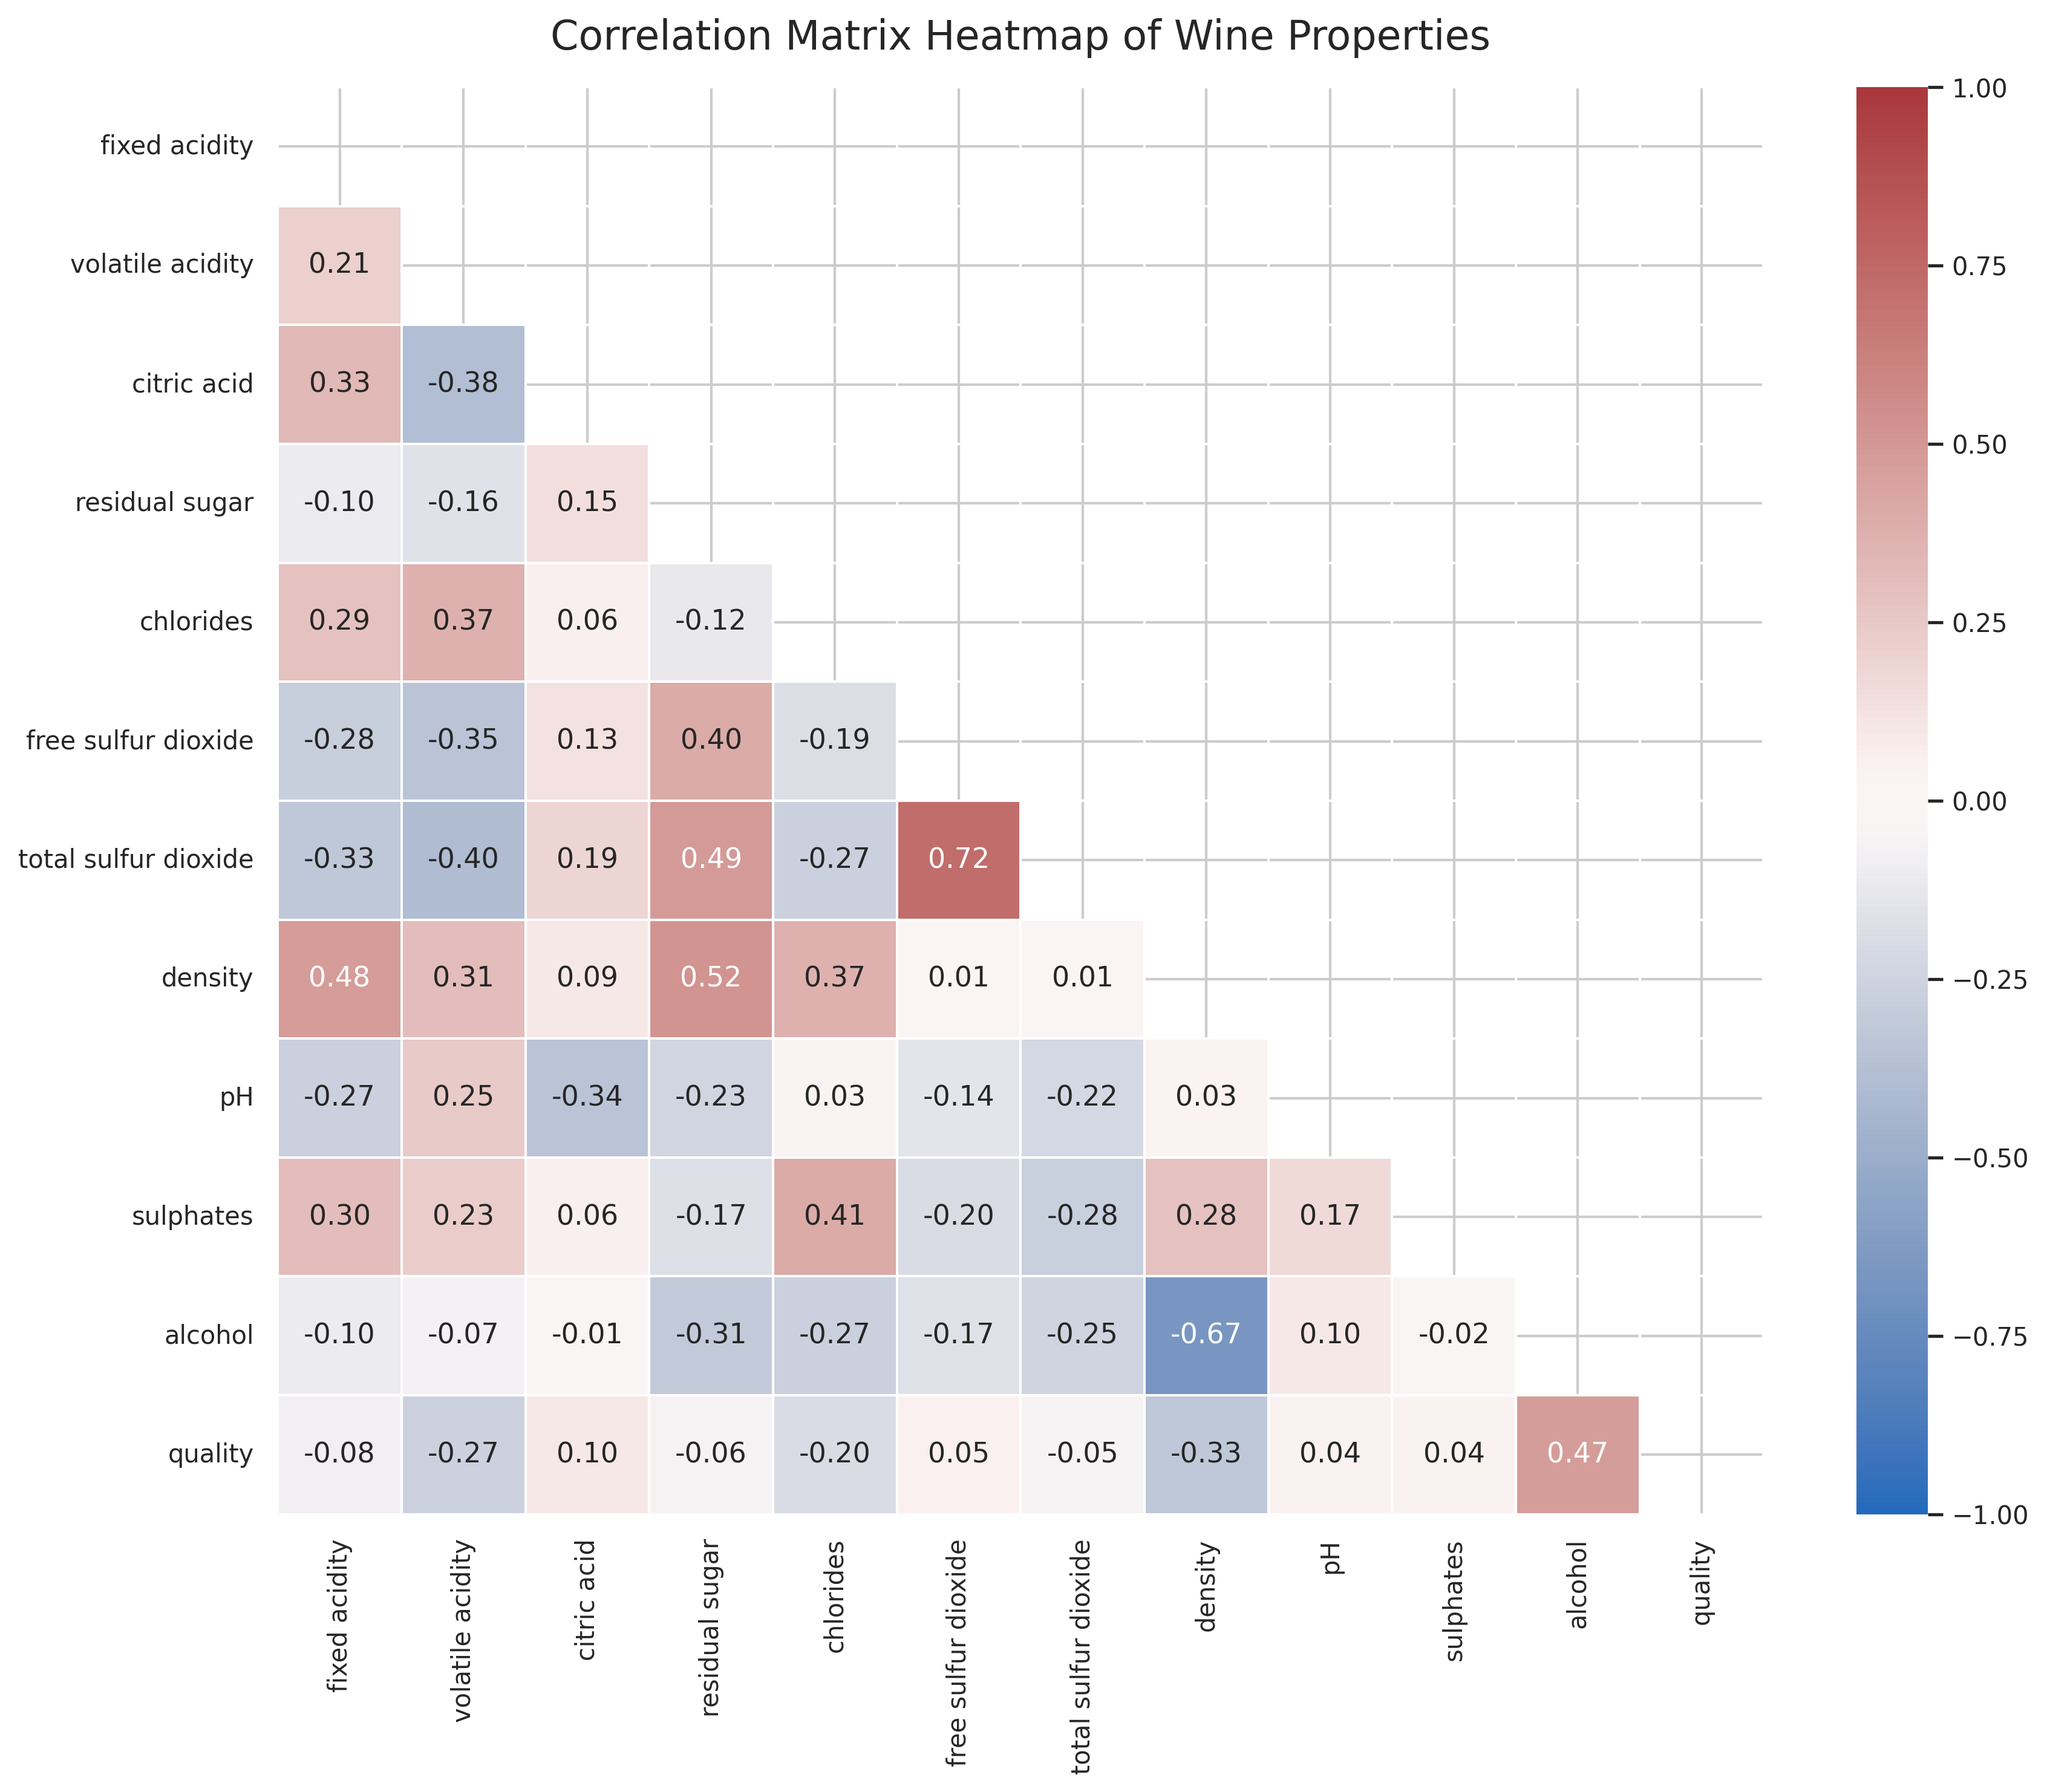 Correlation Matrix Heatmap of Wine Properties
fixed acidity
volatile acidity 0.21
citric acid 0.33 -0.38
residual sugar -0.10 -0.16 0.15
chlorides 0.29 0.37 0.06 -0.12
free sulfur dioxide -0.28 -0.35 0.13 0.40 -0.19
total sulfur dioxide -0.33 -0.40 0.19 0.49 -0.27 0.72
density 0.48 0.31 0.09 0.52 0.37 0.01 0.01
pH -0.27 0.25 -0.34 -0.23 0.03 -0.14 -0.22 0.03
sulphates 0.30 0.23 0.06 -0.17 0.41 -0.20 -0.28 0.28 0.17
alcohol -0.10 -0.07 -0.01 -0.31 -0.27 -0.17 -0.25 -0.67 0.10 -0.02
quality -0.08 -0.27 0.10 -0.06 -0.20 0.05 -0.05 -0.33 0.04 0.04 0.47
fixed acidity
volatile acidity
citric acid
residual sugar
chlorides
free sulfur dioxide
total sulfur dioxide
density
pH
sulphates
alcohol
quality
1.00
0.75
0.50
0.25
0.00
−0.25
−0.50
−0.75
−1.00